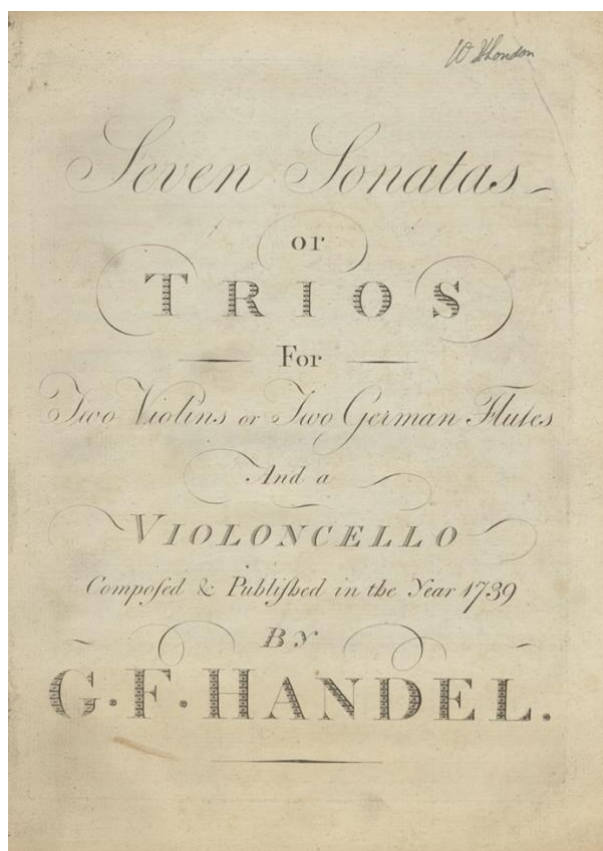 Seven Sonatas
or
TRIOS
For
Two Violins or Two German Flutes
And a
VIOLONCELLO
Composed & Publiſhed in the Year 1739
BY
G.F.HANDEL.